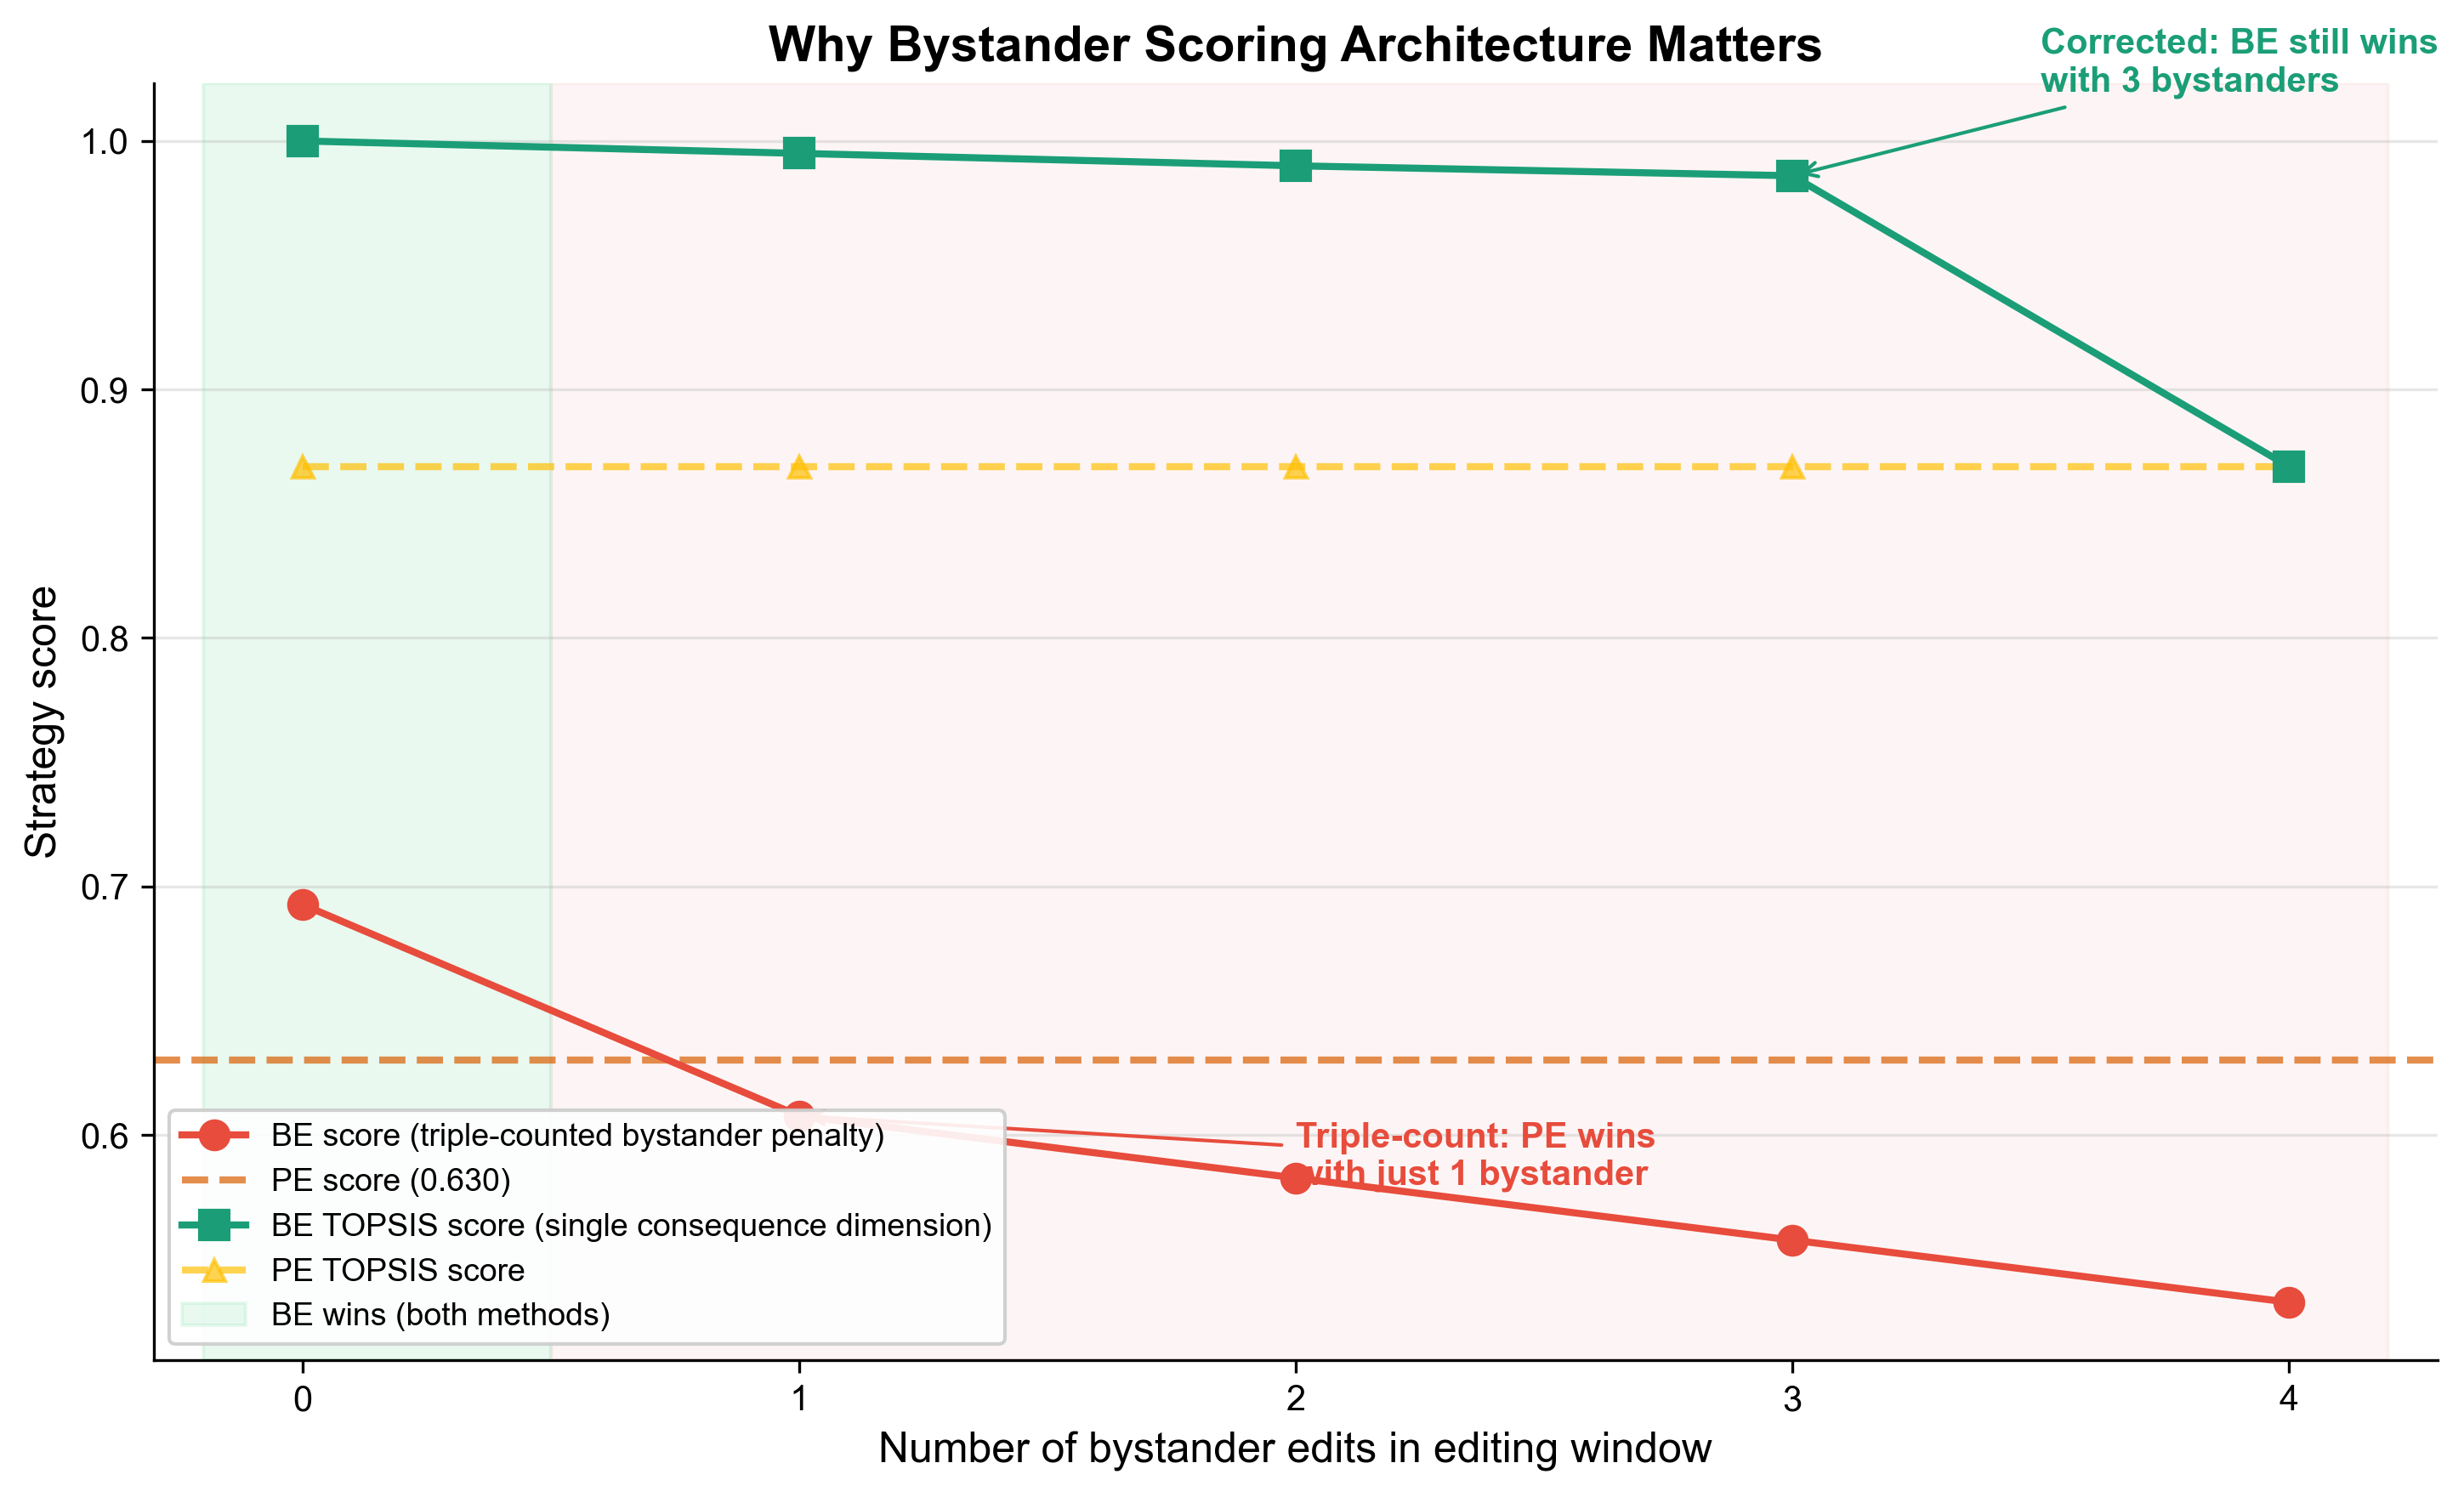 Why Bystander Scoring Architecture Matters
Corrected: BE still wins
with 3 bystanders
Strategy score
1.0
0.9
0.8
0.7
0.6
Triple-count: PE wins
with just 1 bystander
BE score (triple-counted bystander penalty)
PE score (0.630)
BE TOPSIS score (single consequence dimension)
PE TOPSIS score
BE wins (both methods)
0
1
2
3
4
Number of bystander edits in editing window